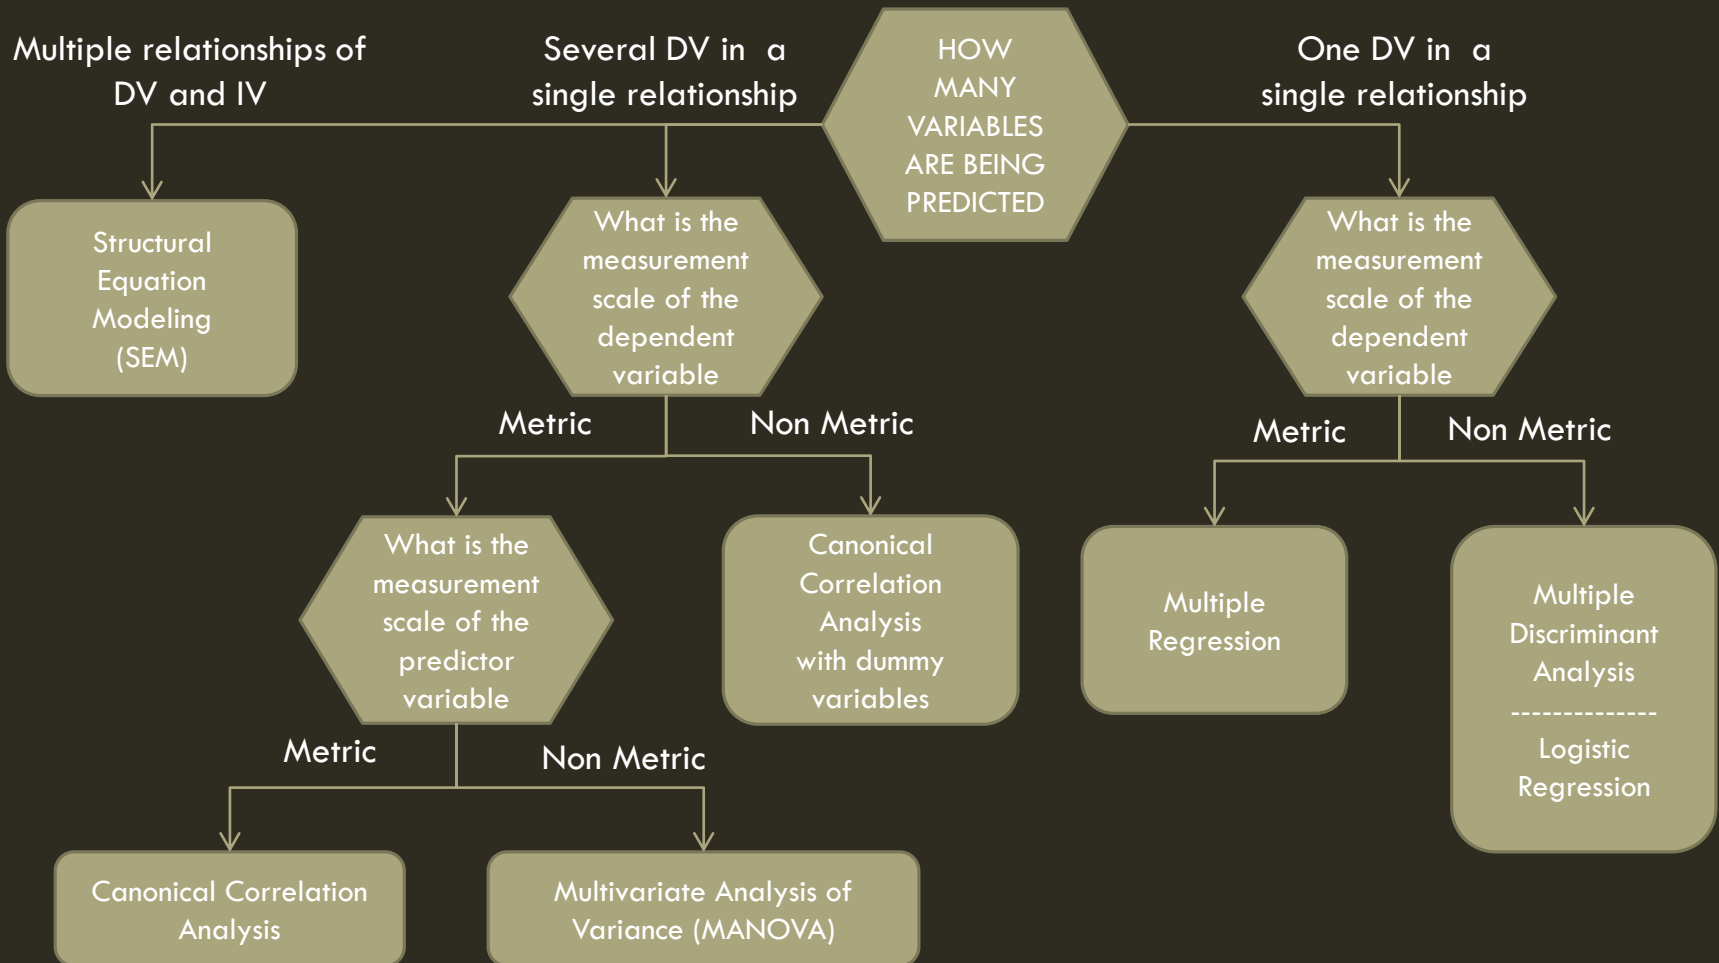 Multiple relationships of
DV and IV
Several DV in a
single relationship
HOW
MANY
VARIABLES
ARE BEING
PREDICTED
One DV in a
single relationship
Structural
Equation
Modeling
(SEM)
What is the
measurement
scale of the
dependent
variable
What is the
measurement
scale of the
dependent
variable
Metric
Non Metric
Metric
Non Metric
What is the
measurement
scale of the
predictor
variable
Canonical
Correlation
Analysis
with dummy
variables
Multiple
Regression
Multiple
Discriminant
Analysis
--------------
Logistic
Regression
Metric
Non Metric
Canonical Correlation
Analysis
Multivariate Analysis of
Variance (MANOVA)